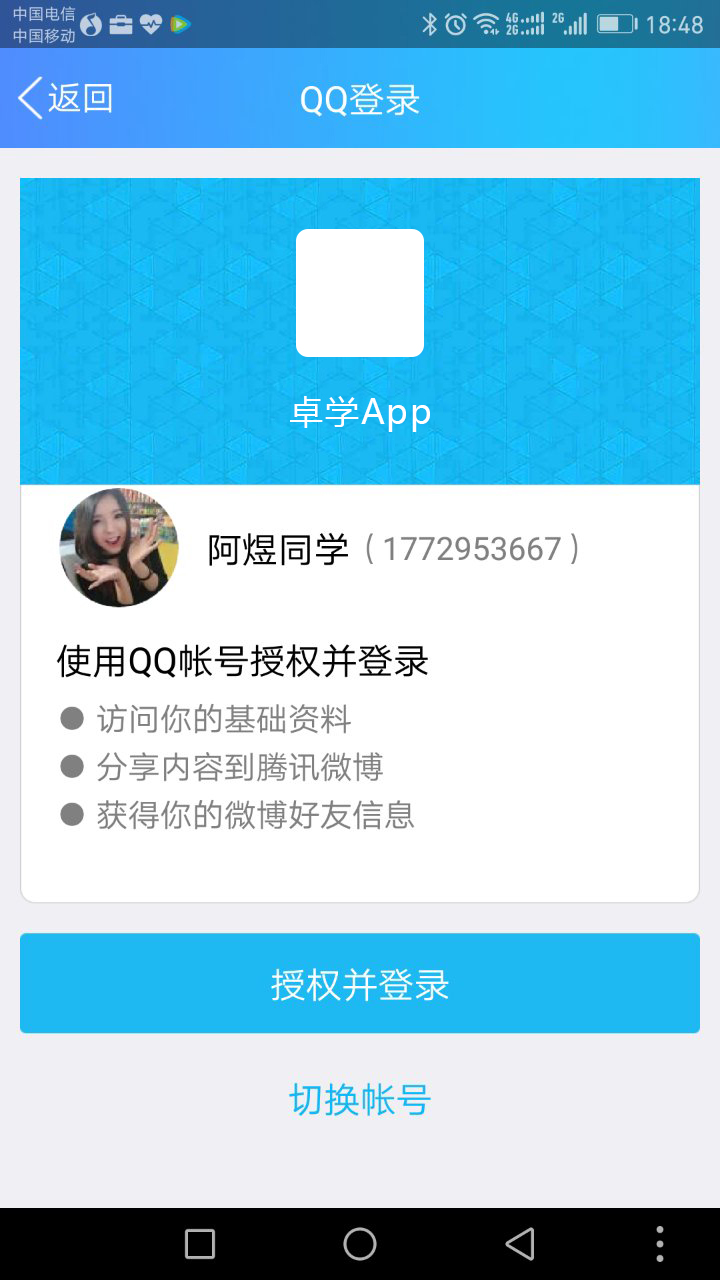 中国电信
中国移动
4G 2G 2G 18:48
返回
QQ登录
卓学App
阿煜同学（1772953667）
使用QQ帐号授权并登录
访问你的基础资料
分享内容到腾讯微博
获得你的微博好友信息
授权并登录
切换帐号